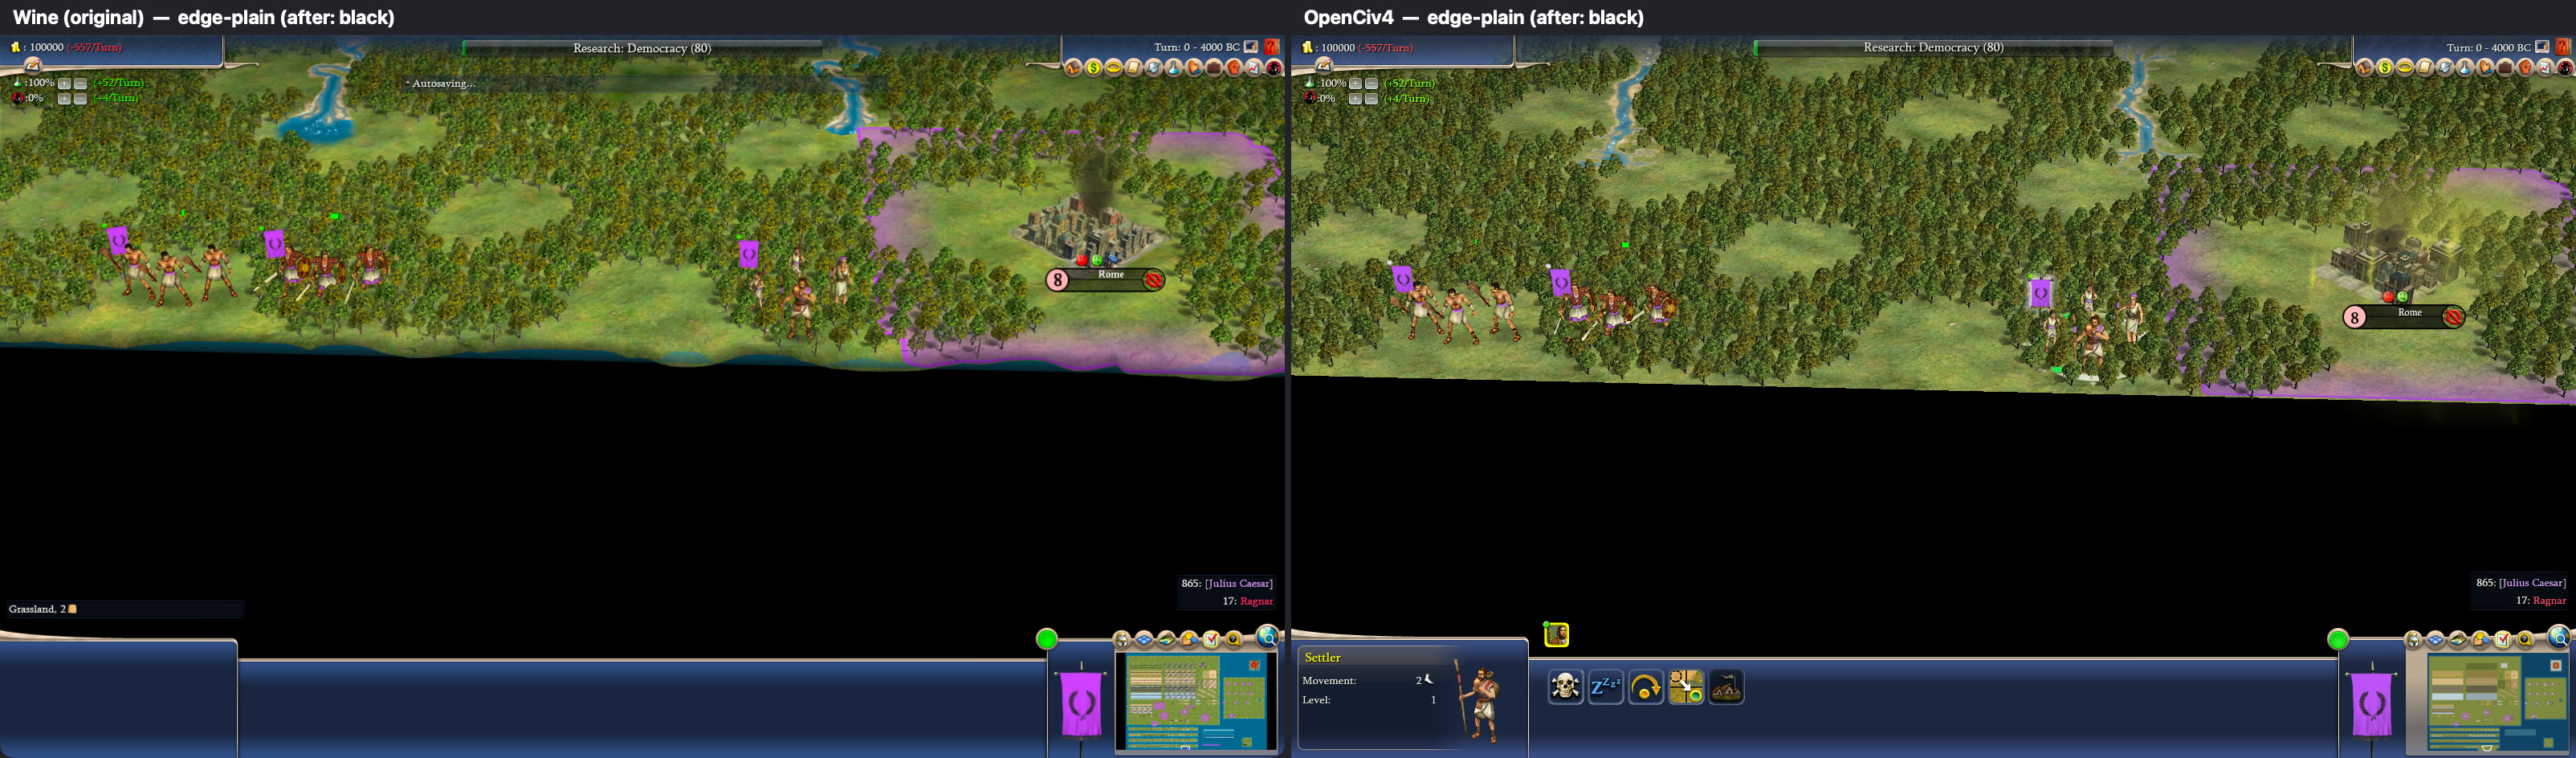 Wine (original) — edge-plain (after: black)
: 100000 (-557/Turn)
Research: Democracy (80)
Turn: 0 - 4000 BC
:100% (+52/Turn)
* Autosaving...
:0% (+4/Turn)
8 Rome
865: [Julius Caesar]
17: Ragnar
Grassland, 2
OpenCiv4 — edge-plain (after: black)
: 100000 (-557/Turn)
Research: Democracy (80)
Turn: 0 - 4000 BC
:100% (+52/Turn)
:0% (+4/Turn)
8 Rome
865: [Julius Caesar]
17: Ragnar
Settler
Movement: 2
Level: 1
ZZZzz